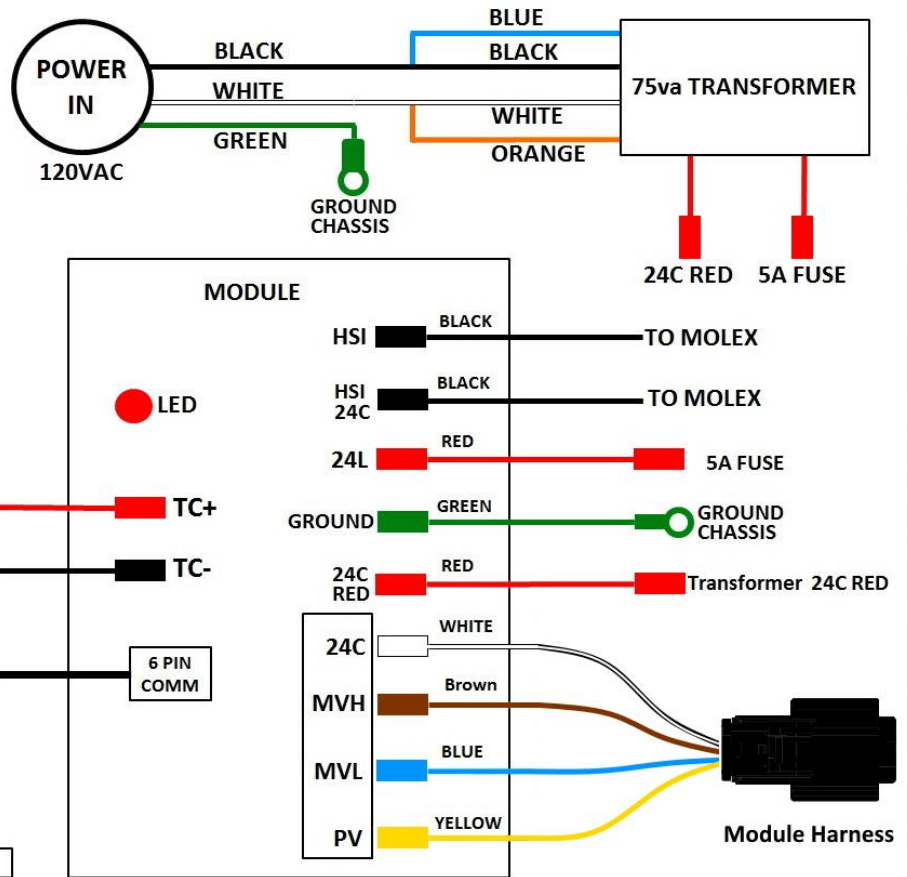 BLUE
POWER
IN
BLACK
BLACK
WHITE
75va TRANSFORMER
WHITE
GREEN
ORANGE
120VAC
GROUND
CHASSIS
24C RED
5A FUSE
MODULE
HSI
BLACK
TO MOLEX
LED
HSI
24C
BLACK
TO MOLEX
24L
RED
5A FUSE
TC+
GROUND
GREEN
GROUND
CHASSIS
TC-
24C
RED
RED
Transformer 24C RED
24C
WHITE
6 PIN
COMM
MVH
Brown
MVL
BLUE
PV
YELLOW
Module Harness